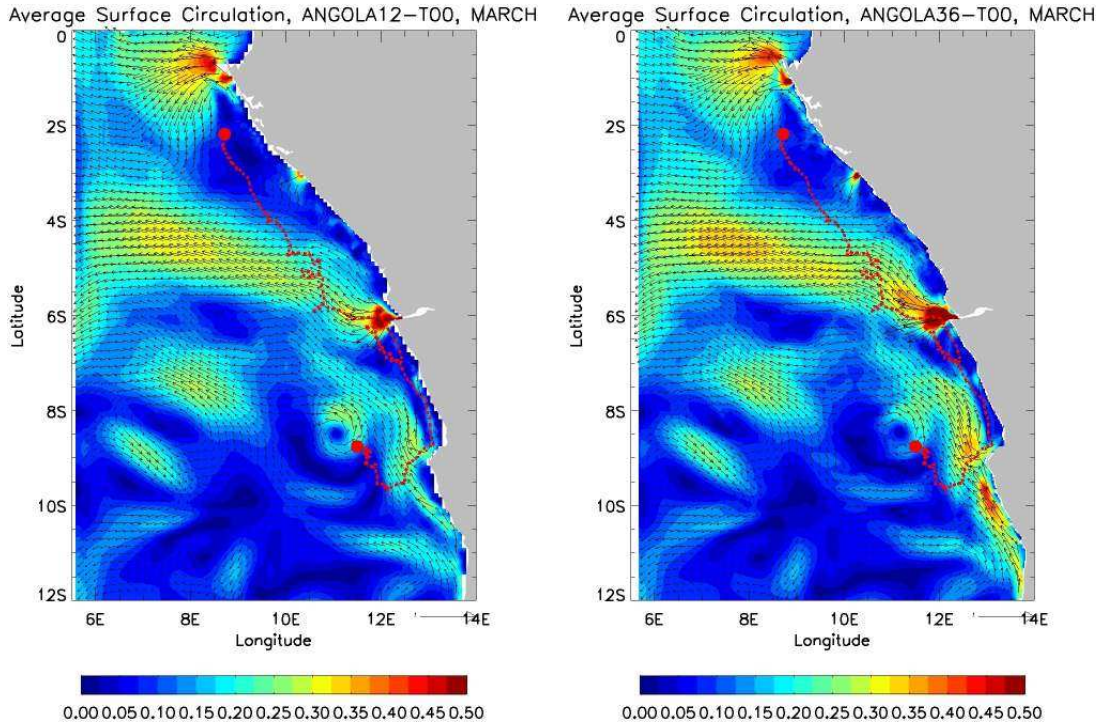 Average Surface Circulation, ANGOLA12-T00, MARCH
0
2S
4S
6S
8S
10S
12S
Latitude
6E 8E 10E 12E 14E
Longitude
0.00 0.05 0.10 0.15 0.20 0.25 0.30 0.35 0.40 0.45 0.50
Average Surface Circulation, ANGOLA36-T00, MARCH
0
2S
4S
6S
8S
10S
12S
Latitude
6E 8E 10E 12E 14E
Longitude
0.00 0.05 0.10 0.15 0.20 0.25 0.30 0.35 0.40 0.45 0.50